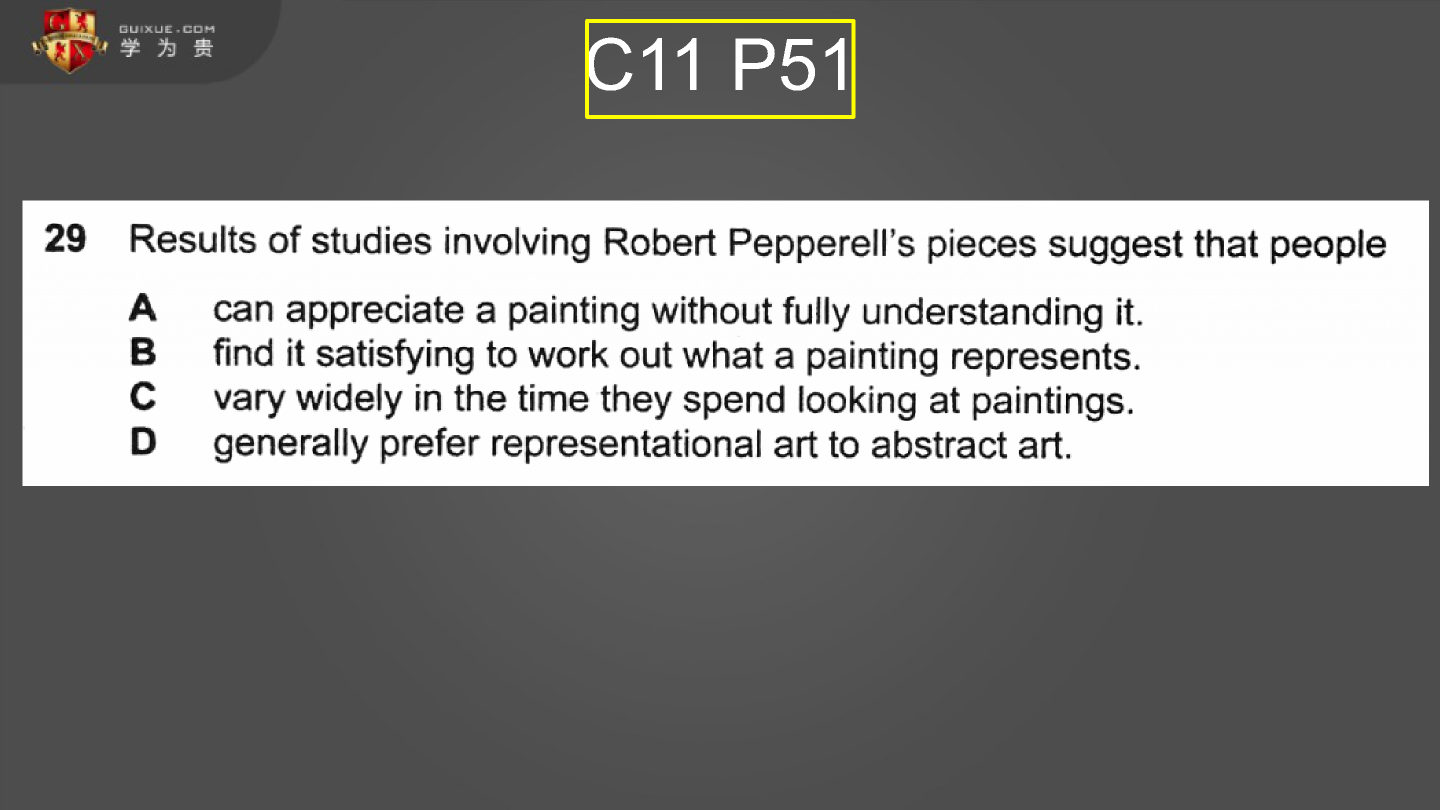 GUIXUE.COM
学为贵
C11 P51
29 Results of studies involving Robert Pepperell's pieces suggest that people
A can appreciate a painting without fully understanding it.
B find it satisfying to work out what a painting represents.
C vary widely in the time they spend looking at paintings.
D generally prefer representational art to abstract art.